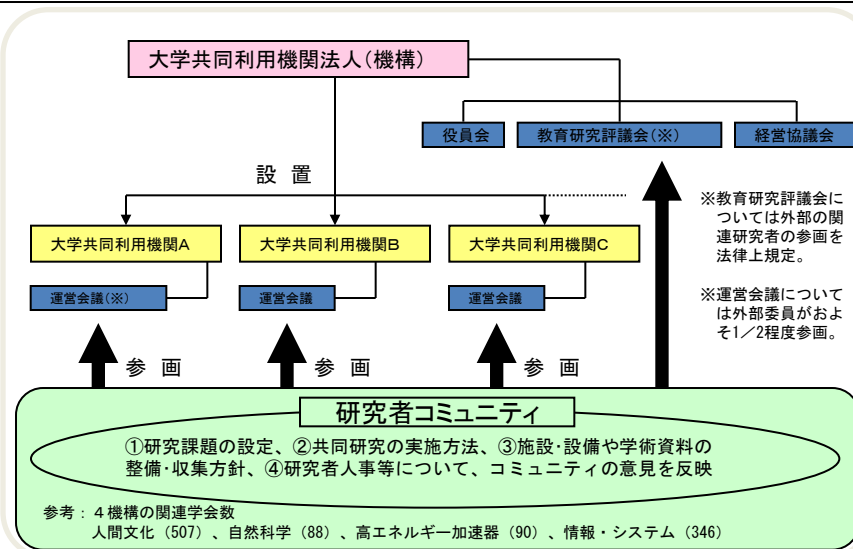 大学共同利用機関法人(機構)
役員会
教育研究評議会(※)
経営協議会
設 置
※教育研究評議会に
ついては外部の関
連研究者の参画を
法律上規定。
大学共同利用機関A
大学共同利用機関B
大学共同利用機関C
運営会議(※)
運営会議
運営会議
※運営会議について
は外部委員がおよ
そ1/2程度参画。
参 画
参 画
参 画
研究者コミュニティ
①研究課題の設定、②共同研究の実施方法、③施設・設備や学術資料の
整備・収集方針、④研究者人事等について、コミュニティの意見を反映
参考:4機構の関連学会数
人間文化(507)、自然科学(88)、高エネルギー加速器(90)、情報・システム(346)